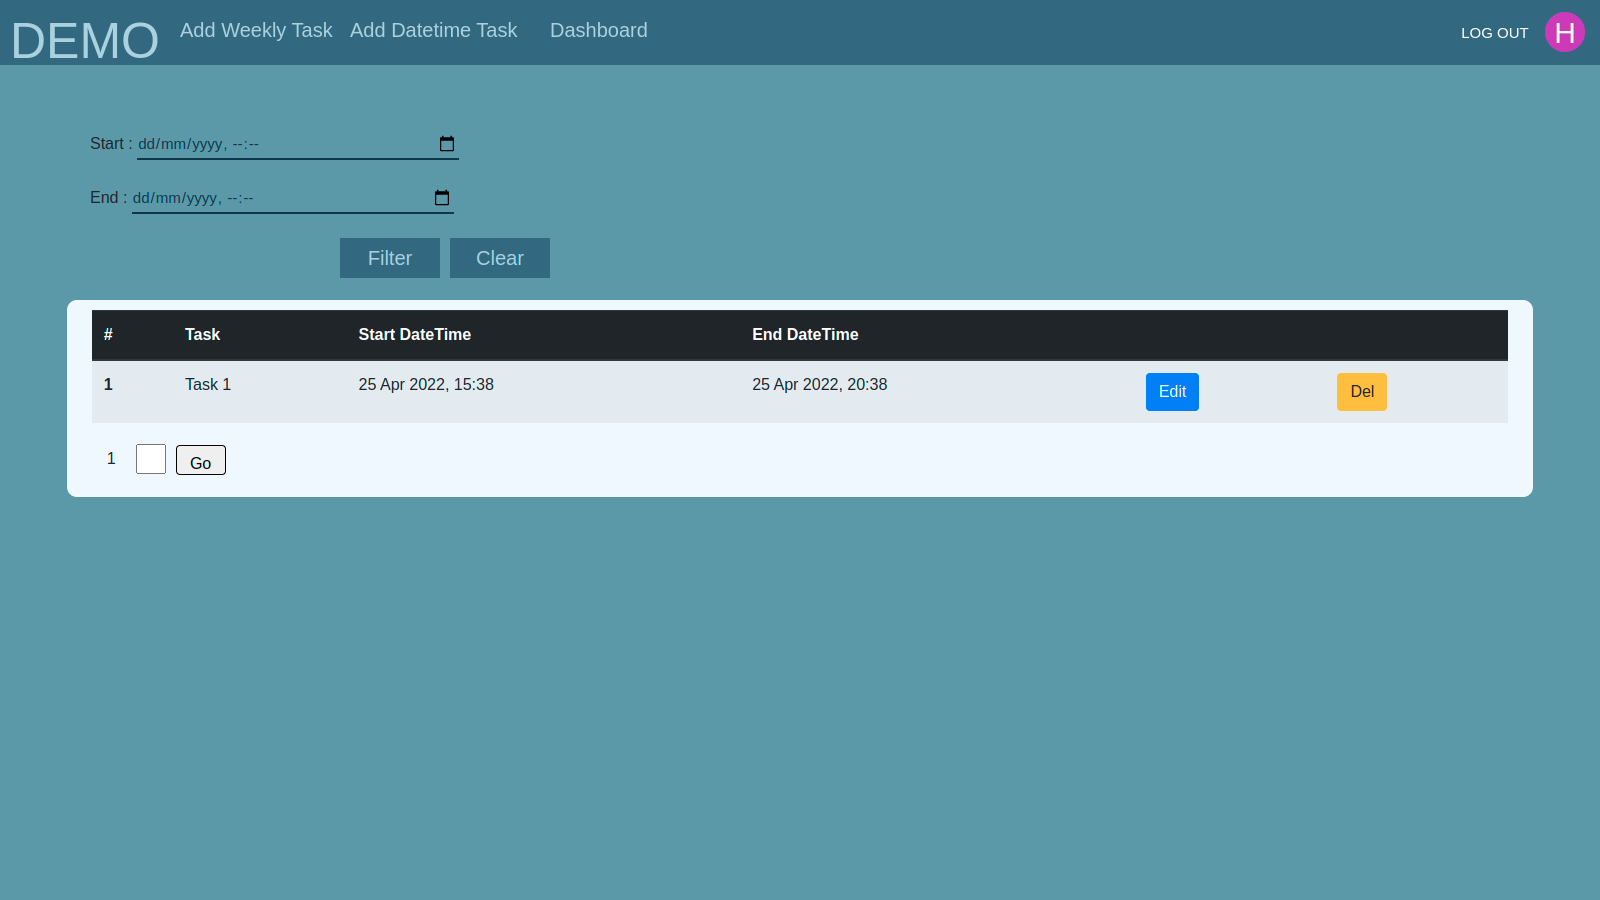 DEMO Add Weekly Task Add Datetime Task Dashboard LOG OUT H
Start : dd/mm/yyyy, --:--
End : dd/mm/yyyy, --:--
Filter Clear
# Task Start DateTime End DateTime
1 Task 1 25 Apr 2022, 15:38 25 Apr 2022, 20:38 Edit Del
1 Go